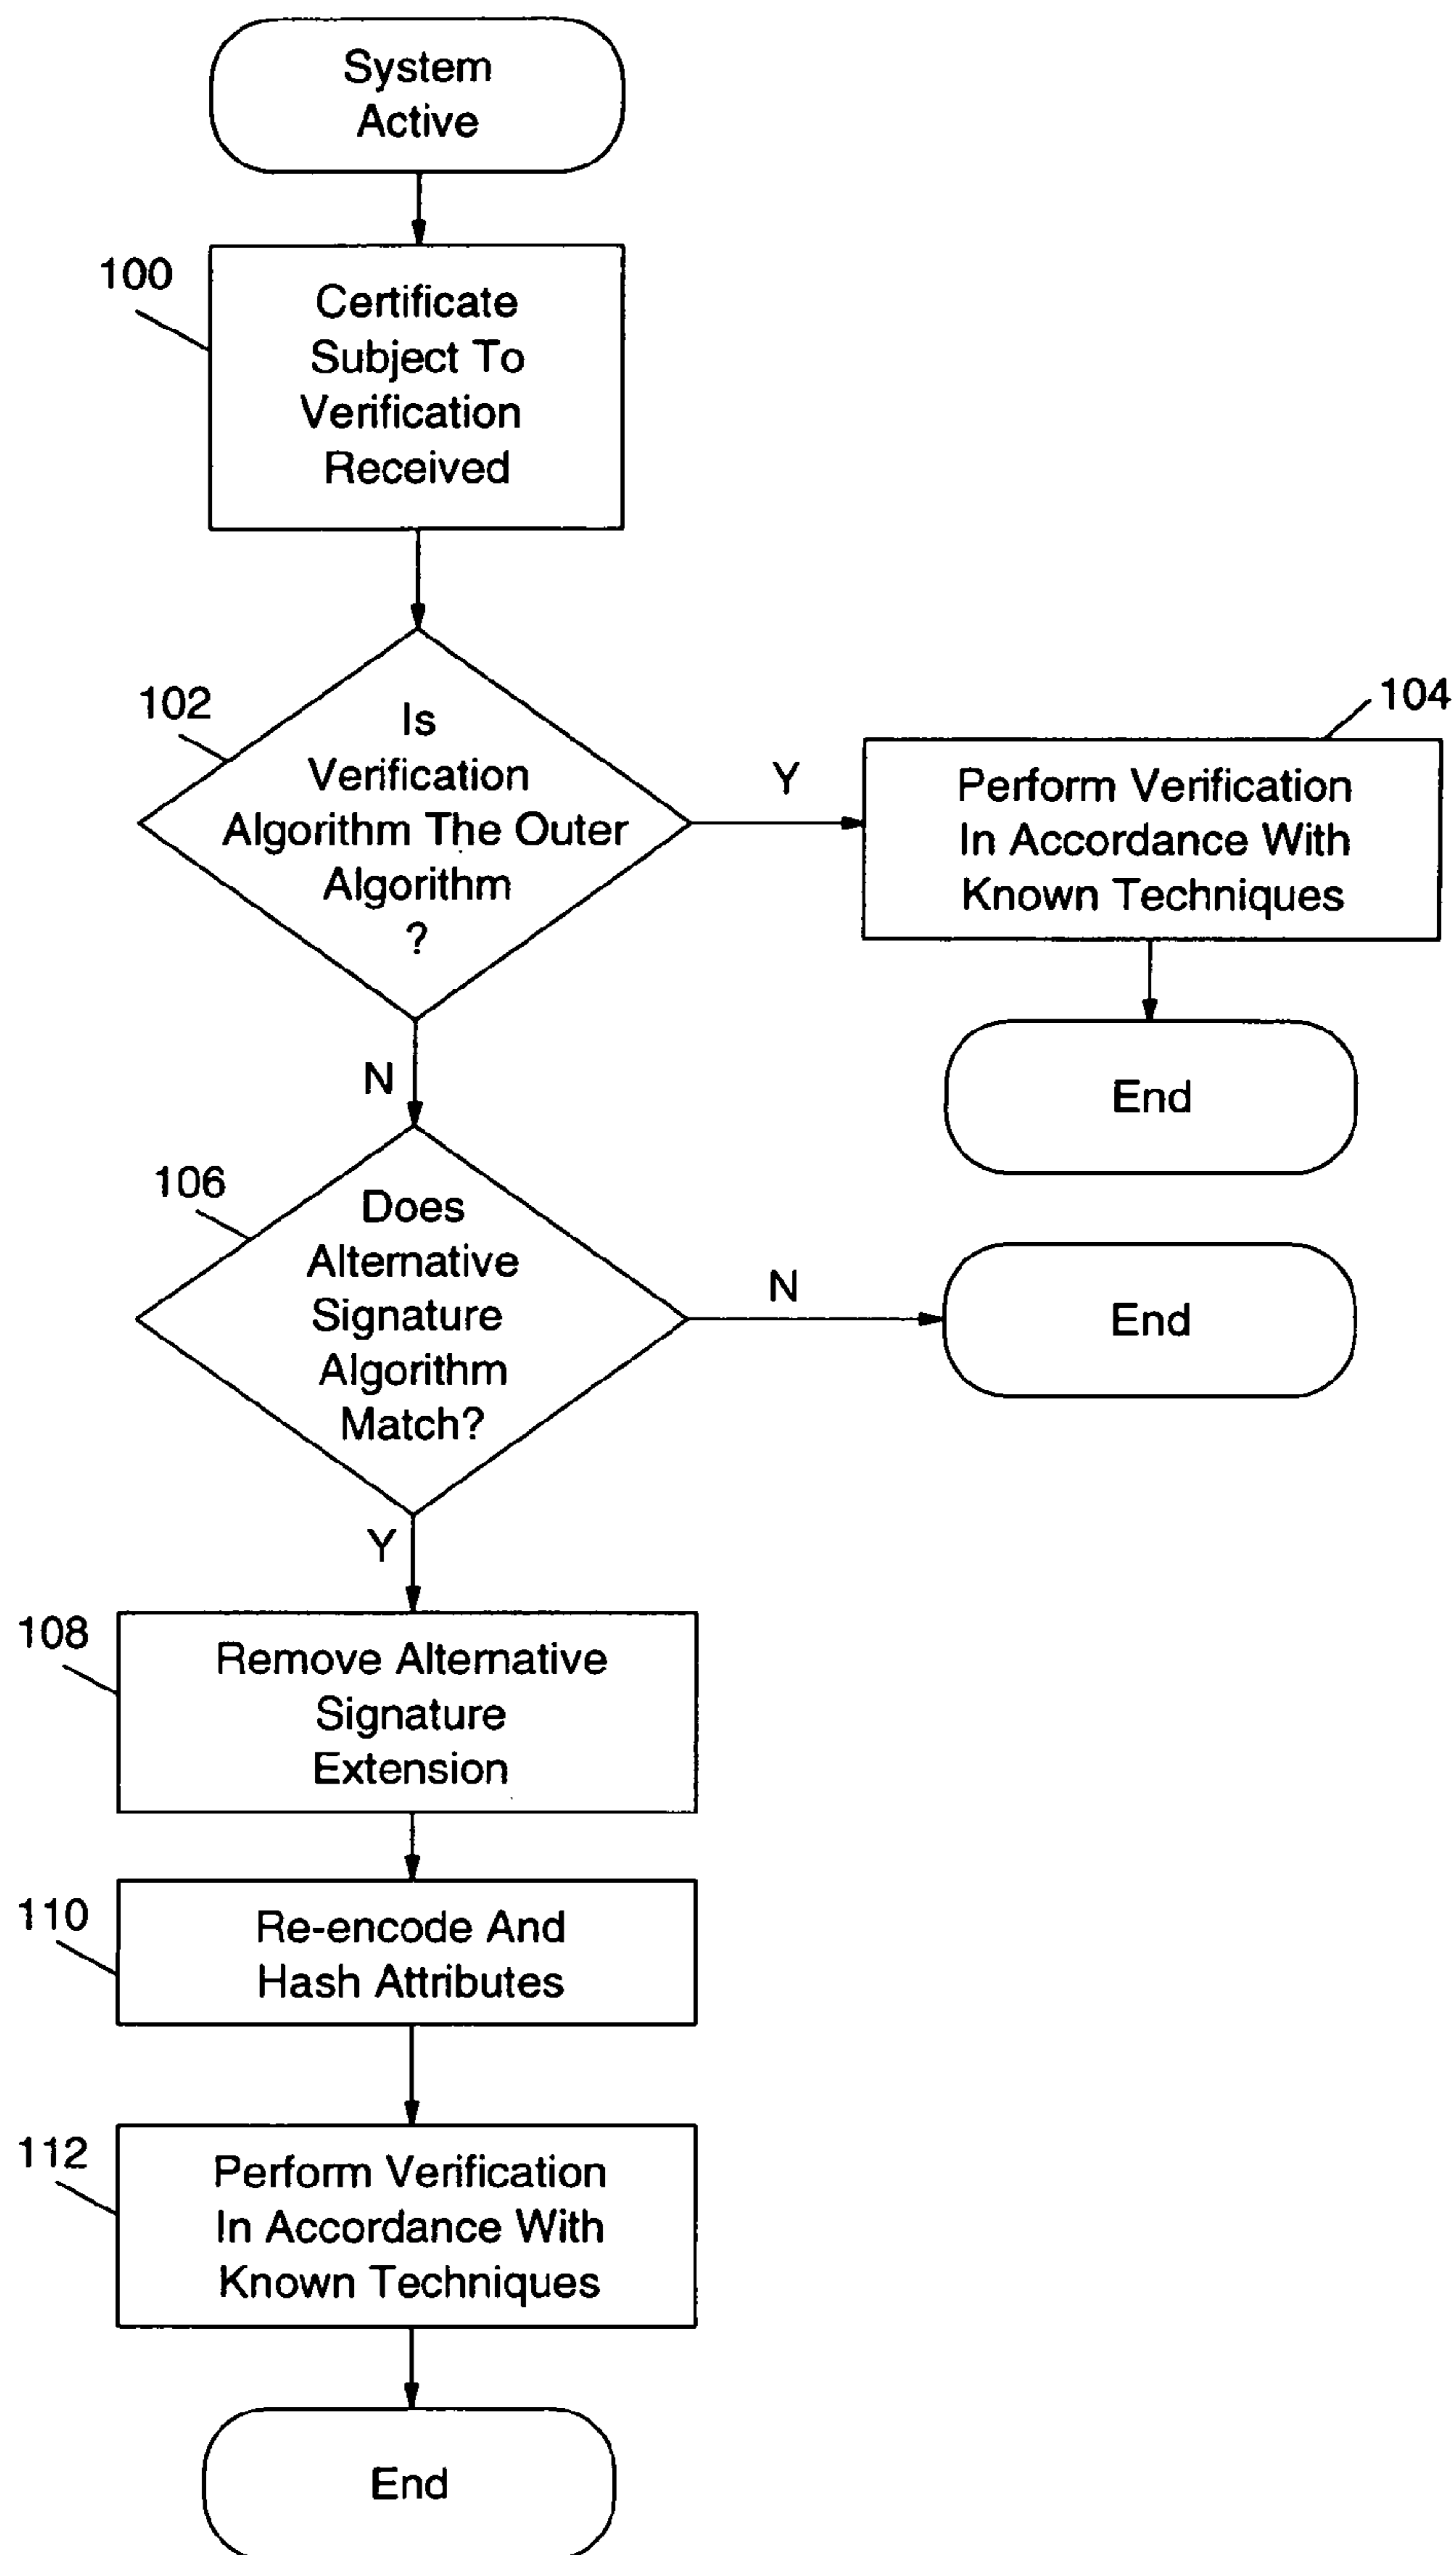 System
Active
100
Certificate
Subject To
Verification
Received
102
Is
Verification
Algorithm The Outer
Algorithm
?
Y
104
Perform Verification
In Accordance With
Known Techniques
End
N
106
Does
Alternative
Signature
Algorithm
Match?
N
End
Y
108
Remove Alternative
Signature
Extension
110
Re-encode And
Hash Attributes
112
Perform Verification
In Accordance With
Known Techniques
End